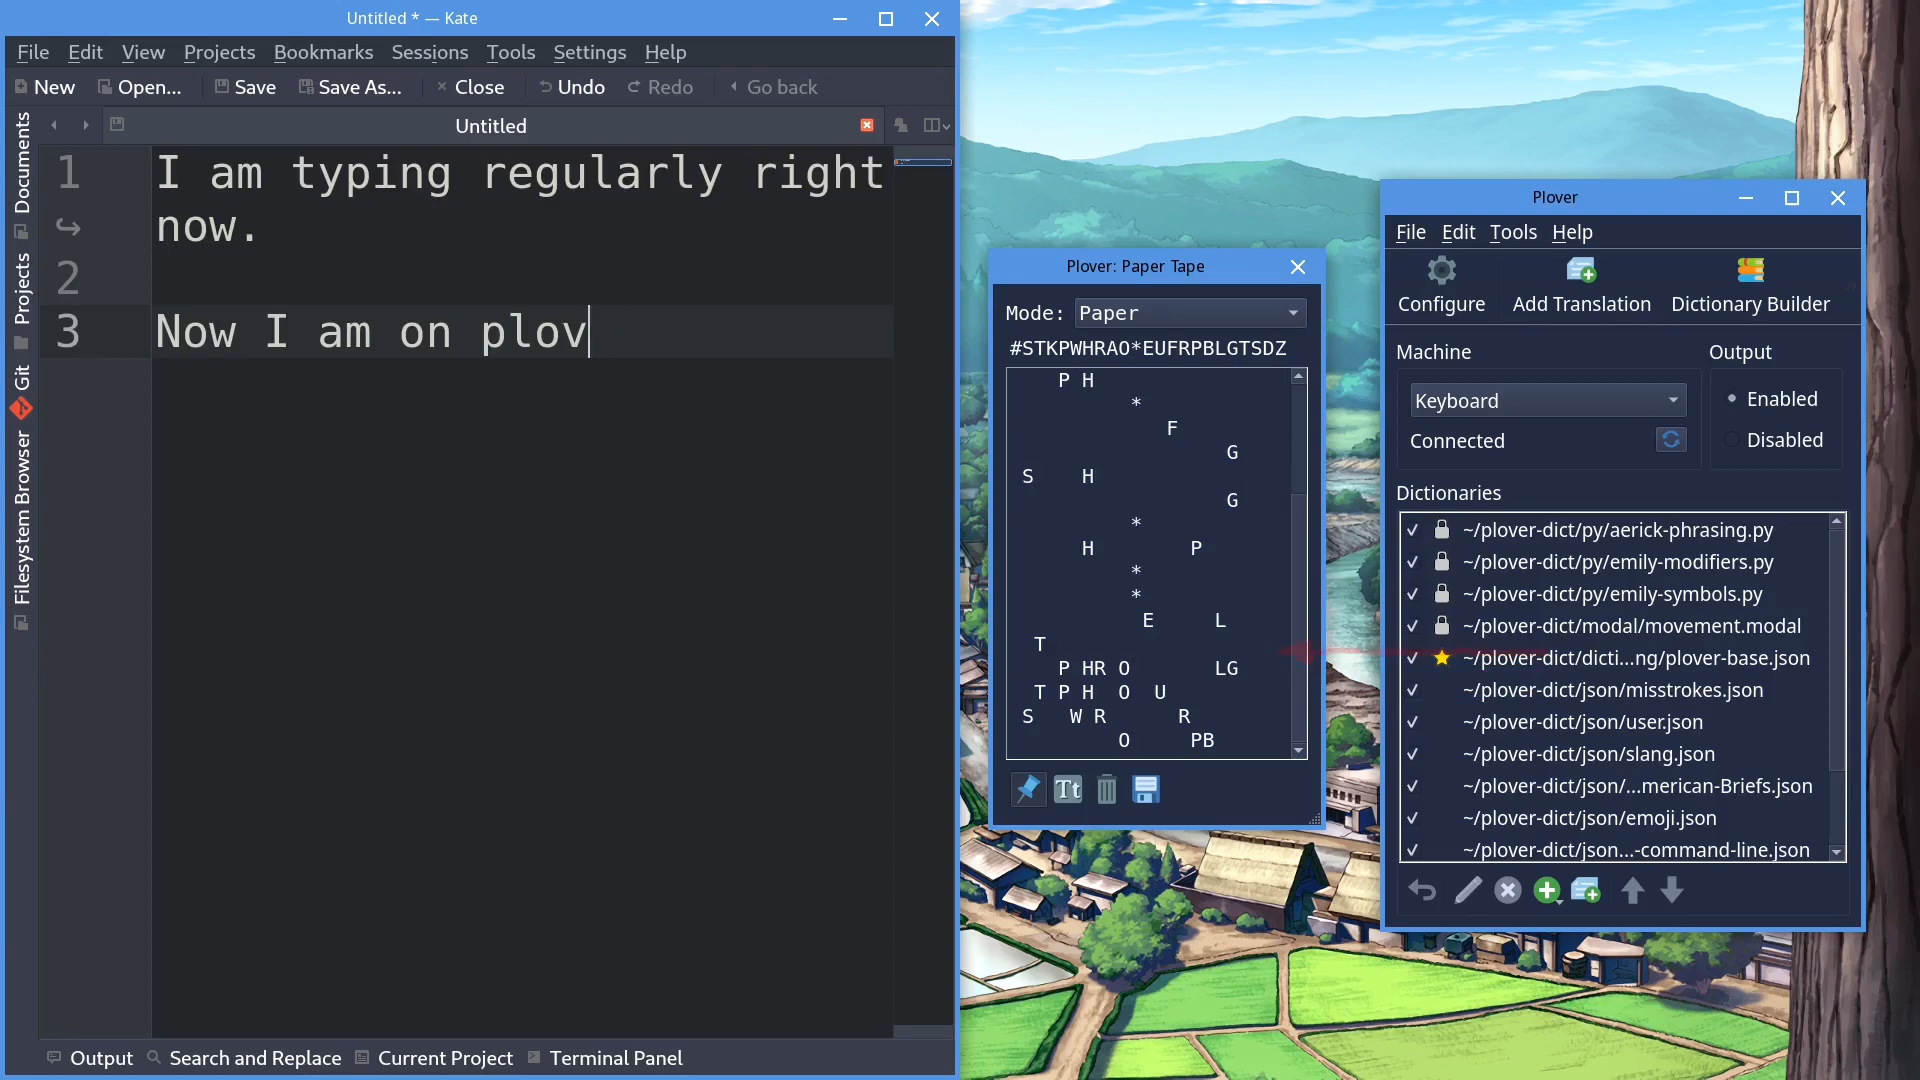 Untitled * — Kate
File Edit View Projects Bookmarks Sessions Tools Settings Help
New Open... Save Save As... Close Undo Redo Go back
Untitled
Documents
Projects
Git
Filesystem Browser
1 I am typing regularly right
now.
2
3 Now I am on plov
Output Search and Replace Current Project Terminal Panel
Plover: Paper Tape
Mode: Paper
#STKPWHRAO*EUFRPBLGTSDZ
P H
*
F
G
S H
G
*
H P
*
*
E L
T
P HR O LG
T P H O U
S W R R
O PB
Tt
Plover
File Edit Tools Help
Configure Add Translation Dictionary Builder
Machine Output
Keyboard Enabled
Connected Disabled
Dictionaries
~/plover-dict/py/aerick-phrasing.py
~/plover-dict/py/emily-modifiers.py
~/plover-dict/py/emily-symbols.py
~/plover-dict/modal/movement.modal
~/plover-dict/dicti...ng/plover-base.json
~/plover-dict/json/misstrokes.json
~/plover-dict/json/user.json
~/plover-dict/json/slang.json
~/plover-dict/json/...merican-Briefs.json
~/plover-dict/json/emoji.json
~/plover-dict/json...-command-line.json